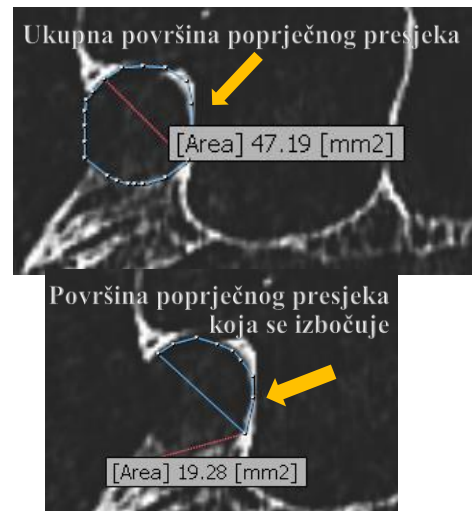 Ukupna površina poprječnog presjeka
[Area] 47.19 [mm2]
Površina poprječnog presjeka
koja se izbočuje
[Area] 19.28 [mm2]